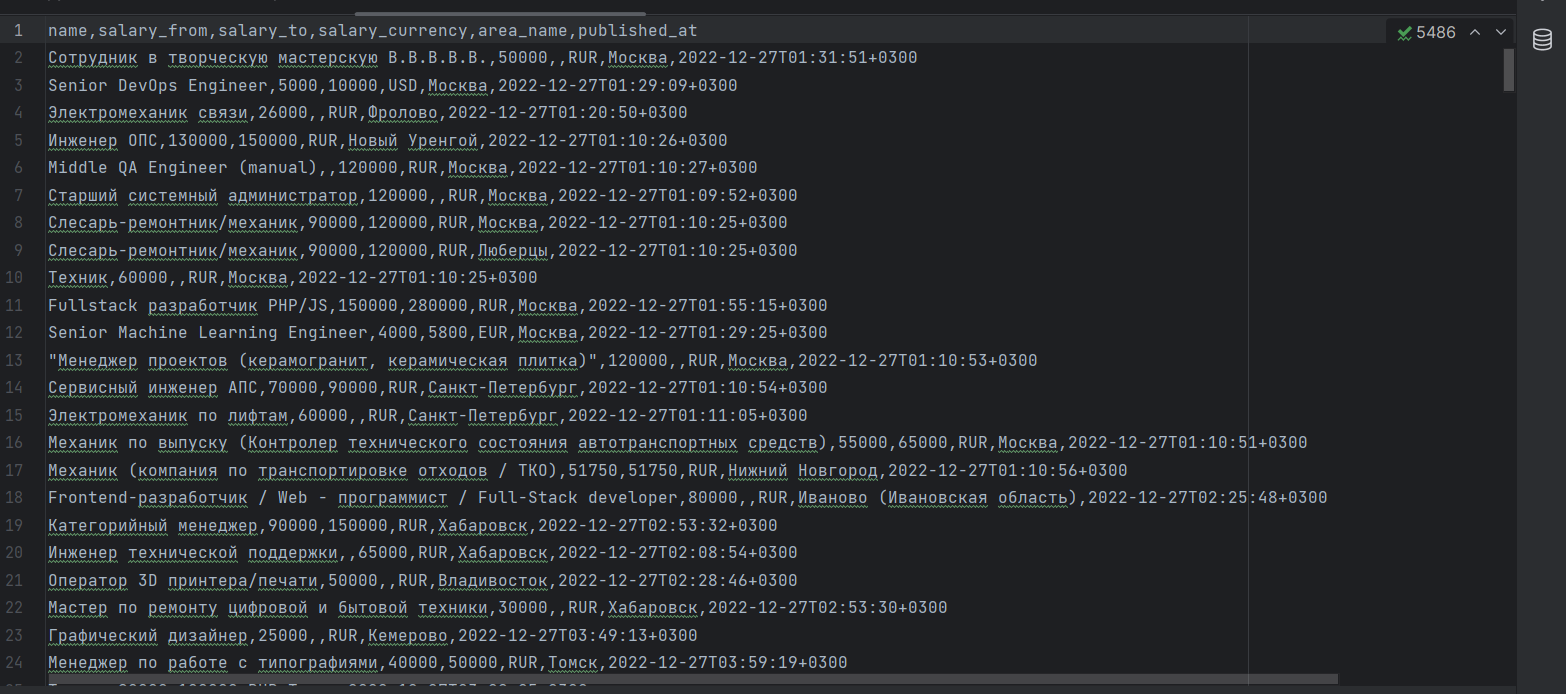 5486
1 name,salary_from,salary_to,salary_currency,area_name,published_at
2 Сотрудник в творческую мастерскую B.B.B.B.B.,50000,,RUR,Москва,2022-12-27T01:31:51+0300
3 Senior DevOps Engineer,5000,10000,USD,Москва,2022-12-27T01:29:09+0300
4 Электромеханик связи,26000,,RUR,Фролово,2022-12-27T01:20:50+0300
5 Инженер ОПС,130000,150000,RUR,Новый Уренгой,2022-12-27T01:10:26+0300
6 Middle QA Engineer (manual),,120000,RUR,Москва,2022-12-27T01:10:27+0300
7 Старший системный администратор,120000,,RUR,Москва,2022-12-27T01:09:52+0300
8 Слесарь-ремонтник/механик,90000,120000,RUR,Москва,2022-12-27T01:10:25+0300
9 Слесарь-ремонтник/механик,90000,120000,RUR,Люберцы,2022-12-27T01:10:25+0300
10 Техник,60000,,RUR,Москва,2022-12-27T01:10:25+0300
11 Fullstack разработчик PHP/JS,150000,280000,RUR,Москва,2022-12-27T01:55:15+0300
12 Senior Machine Learning Engineer,4000,5800,EUR,Москва,2022-12-27T01:29:25+0300
13 "Менеджер проектов (керамогранит, керамическая плитка)",120000,,RUR,Москва,2022-12-27T01:10:53+0300
14 Сервисный инженер АПС,70000,90000,RUR,Санкт-Петербург,2022-12-27T01:10:54+0300
15 Электромеханик по лифтам,60000,,RUR,Санкт-Петербург,2022-12-27T01:11:05+0300
16 Механик по выпуску (Контролер технического состояния автотранспортных средств),55000,65000,RUR,Москва,2022-12-27T01:10:51+0300
17 Механик (компания по транспортировке отходов / ТКО),51750,51750,RUR,Нижний Новгород,2022-12-27T01:10:56+0300
18 Frontend-разработчик / Web - программист / Full-Stack developer,80000,,RUR,Иваново (Ивановская область),2022-12-27T02:25:48+0300
19 Категорийный менеджер,90000,150000,RUR,Хабаровск,2022-12-27T02:53:32+0300
20 Инженер технической поддержки,,65000,RUR,Хабаровск,2022-12-27T02:08:54+0300
21 Оператор 3D принтера/печати,50000,,RUR,Владивосток,2022-12-27T02:28:46+0300
22 Мастер по ремонту цифровой и бытовой техники,30000,,RUR,Хабаровск,2022-12-27T02:53:30+0300
23 Графический дизайнер,25000,,RUR,Кемерово,2022-12-27T03:49:13+0300
24 Менеджер по работе с типографиями,40000,50000,RUR,Томск,2022-12-27T03:59:19+0300